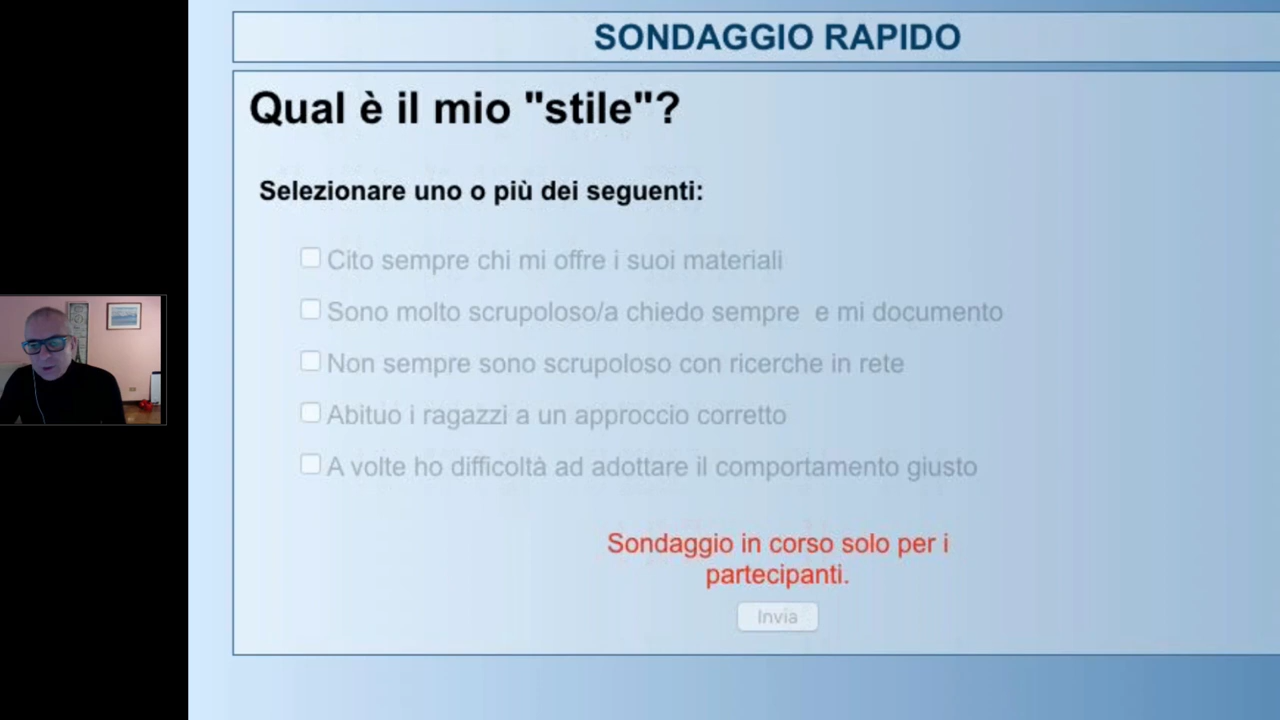 SONDAGGIO RAPIDO
Qual è il mio "stile"?
Selezionare uno o più dei seguenti:
Cito sempre chi mi offre i suoi materiali
Sono molto scrupoloso/a chiedo sempre e mi documento
Non sempre sono scrupoloso con ricerche in rete
Abituo i ragazzi a un approccio corretto
A volte ho difficoltà ad adottare il comportamento giusto
Sondaggio in corso solo per i
partecipanti.
Invia